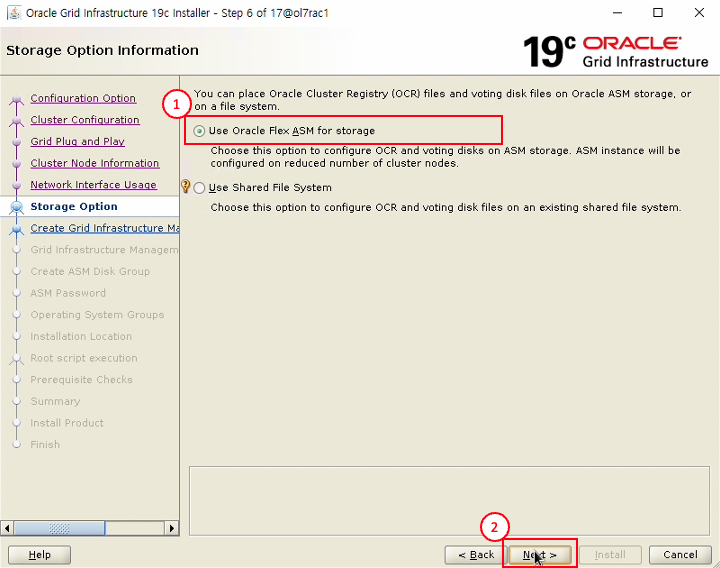 Oracle Grid Infrastructure 19c Installer - Step 6 of 17@ol7rac1
Storage Option Information
19c ORACLE
Grid Infrastructure
Configuration Option
Cluster Configuration
Grid Plug and Play
Cluster Node Information
Network Interface Usage
Storage Option
Create Grid Infrastructure Ma
Grid Infrastructure Managem
Create ASM Disk Group
ASM Password
Operating System Groups
Installation Location
Root script execution
Prerequisite Checks
Summary
Install Product
Finish
You can place Oracle Cluster Registry (OCR) files and voting disk files on Oracle ASM storage, or
on a file system.
1
Use Oracle Flex ASM for storage
Choose this option to configure OCR and voting disks on ASM storage. ASM instance will be
configured on reduced number of cluster nodes.
Use Shared File System
Choose this option to configure OCR and voting disk files on an existing shared file system.
2
Help
< Back
Next >
Install
Cancel